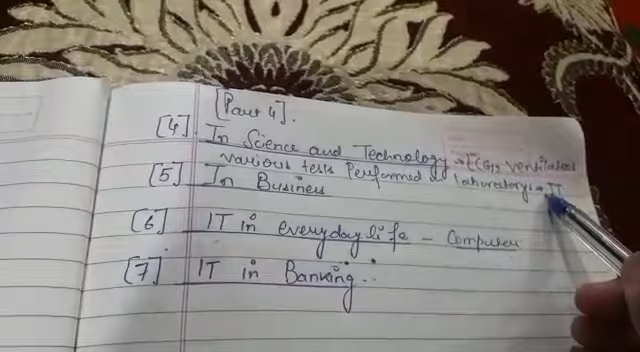 [Part 4].
[4]. In Science and Technology → ECG, ventilator
various tests Performed in laboratory → IT
[5] In Business
[6] IT in everyday life - Computer
[7] IT in Banking.